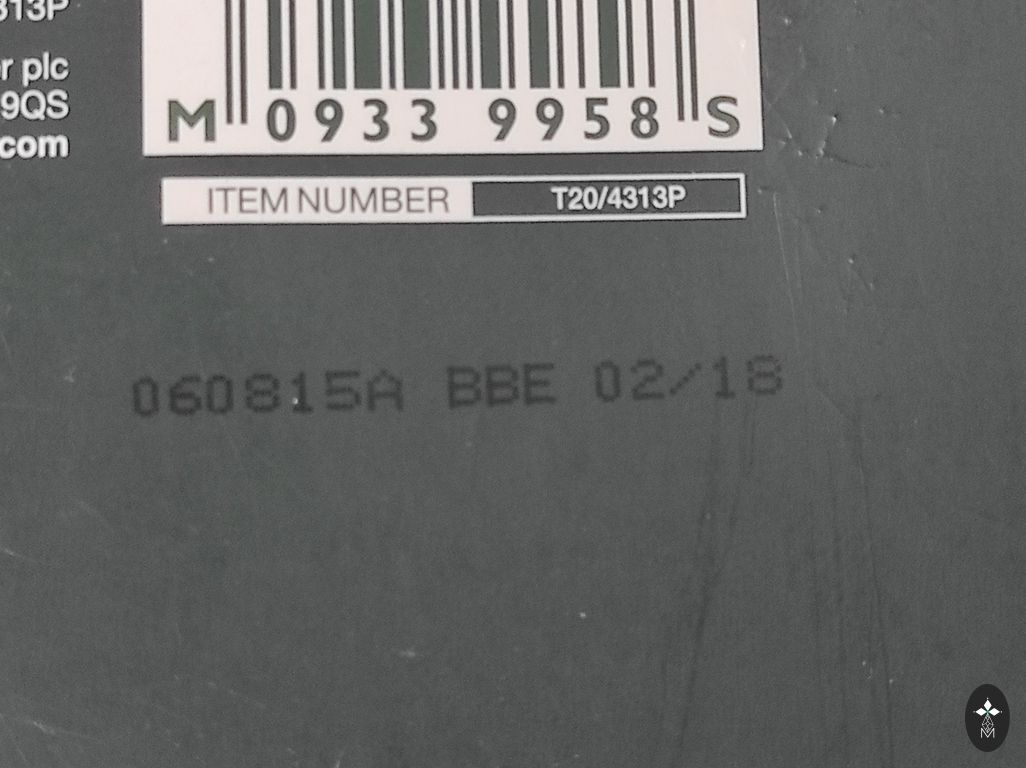 313P
r plc
9QS
com
M 0933 9958 S
ITEM NUMBER T20/4313P
060815A BBE 02/18
M